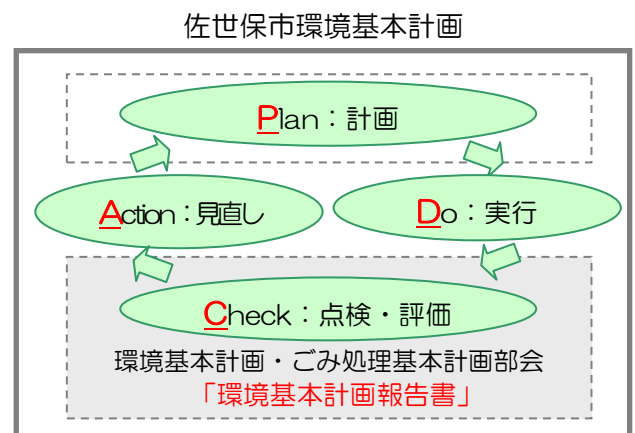 佐世保市環境基本計画
Plan：計画
Action：見直し
Do：実行
Check：点検・評価
環境基本計画・ごみ処理基本計画部会
「環境基本計画報告書」